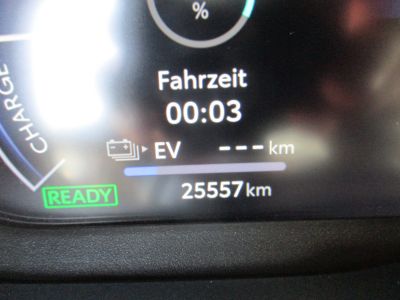 %
Fahrzeit
00:03
CHARGE
EV --- km
READY
25557 km